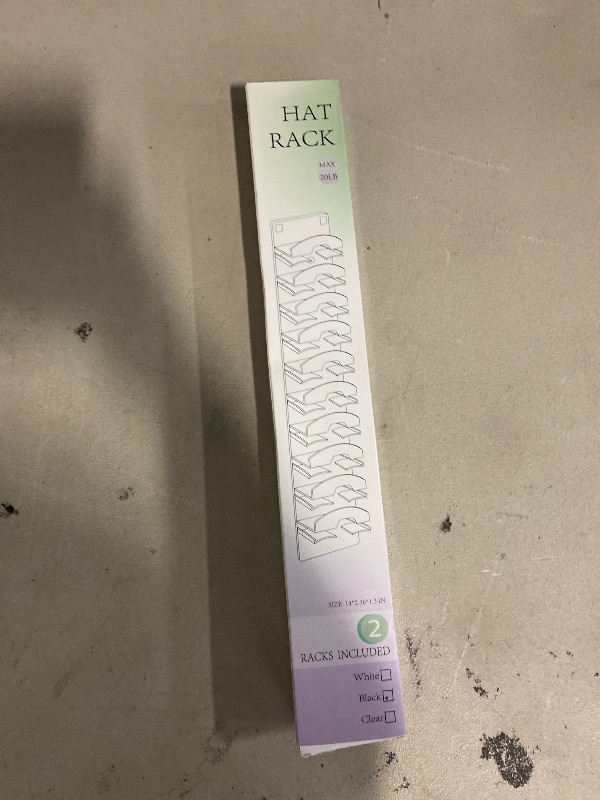 HAT
RACK
MAX
20LB
SIZE: 14*2.36*1.5 IN
2
RACKS INCLUDED
White
Black
Clear